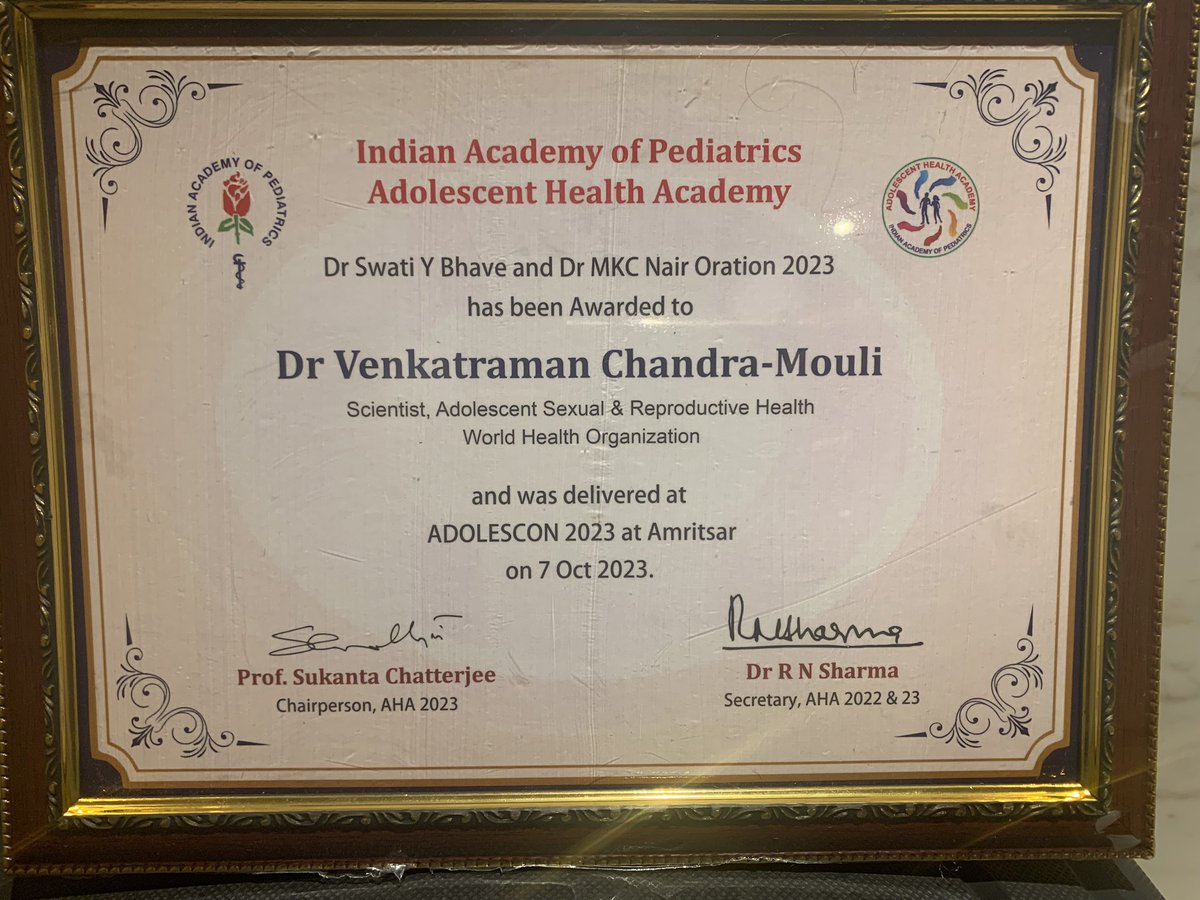 Indian Academy of Pediatrics
Adolescent Health Academy
INDIAN ACADEMY OF PEDIATRICS
ADOLESCENT HEALTH ACADEMY
INDIAN ACADEMY OF PEDIATRICS
Dr Swati Y Bhave and Dr MKC Nair Oration 2023
has been Awarded to
Dr Venkatraman Chandra-Mouli
Scientist, Adolescent Sexual & Reproductive Health
World Health Organization
and was delivered at
ADOLESCON 2023 at Amritsar
on 7 Oct 2023.
RNSharma
Prof. Sukanta Chatterjee
Chairperson, AHA 2023
Dr R N Sharma
Secretary, AHA 2022 & 23